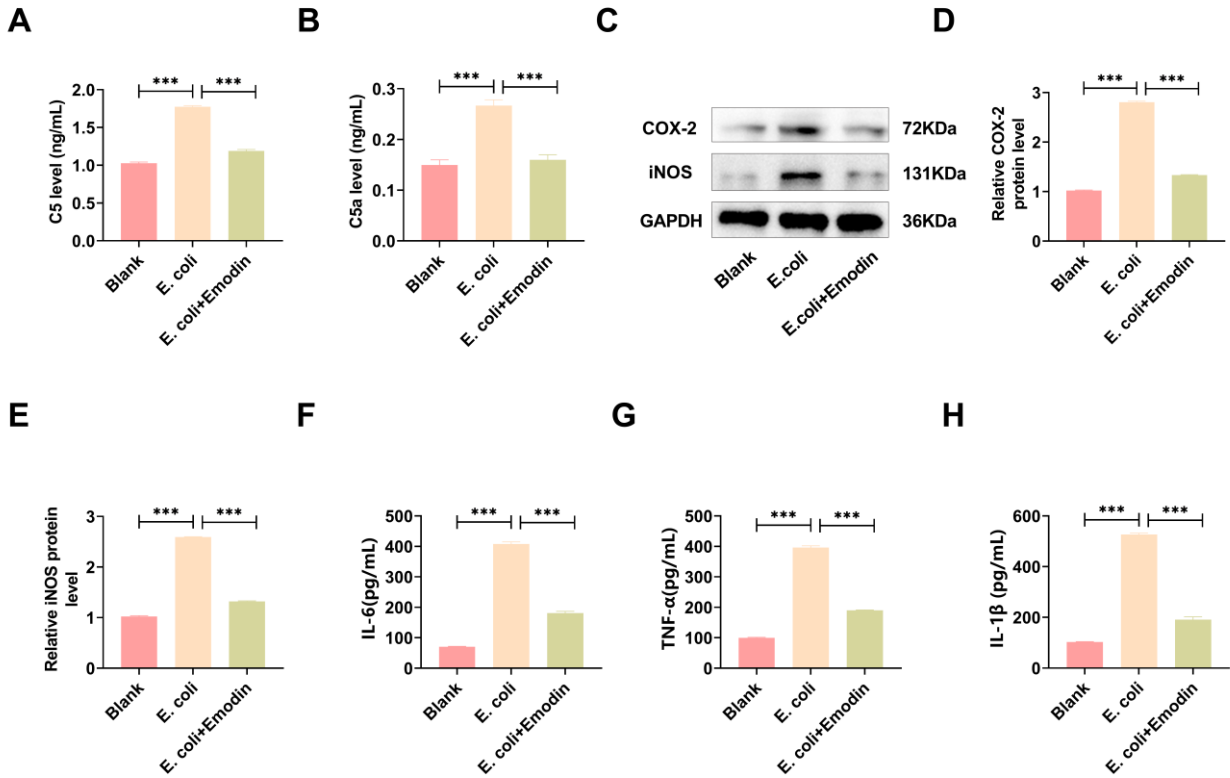 A
C5 level (ng/mL)
2.0
1.5
1.0
0.5
0.0
***
***
Blank
E. coli
E. coli+Emodin
B
C5a level (ng/mL)
0.3
0.2
0.1
0.0
***
***
Blank
E. coli
E. coli+Emodin
C
COX-2
72KDa
iNOS
131KDa
GAPDH
36KDa
Blank
E.coli
E.coli+Emodin
D
Relative COX-2
protein level
3
2
1
0
***
***
Blank
E. coli
E. coli+Emodin
E
Relative iNOS protein
level
3
2
1
0
***
***
Blank
E. coli
E. coli+Emodin
F
IL-6(pg/mL)
500
400
300
200
100
0
***
***
Blank
E. coli
E. coli+Emodin
G
TNF-α(pg/mL)
500
400
300
200
100
0
***
***
Blank
E. coli
E. coli+Emodin
H
IL-1β (pg/mL)
600
400
200
0
***
***
Blank
E. coli
E. coli+Emodin